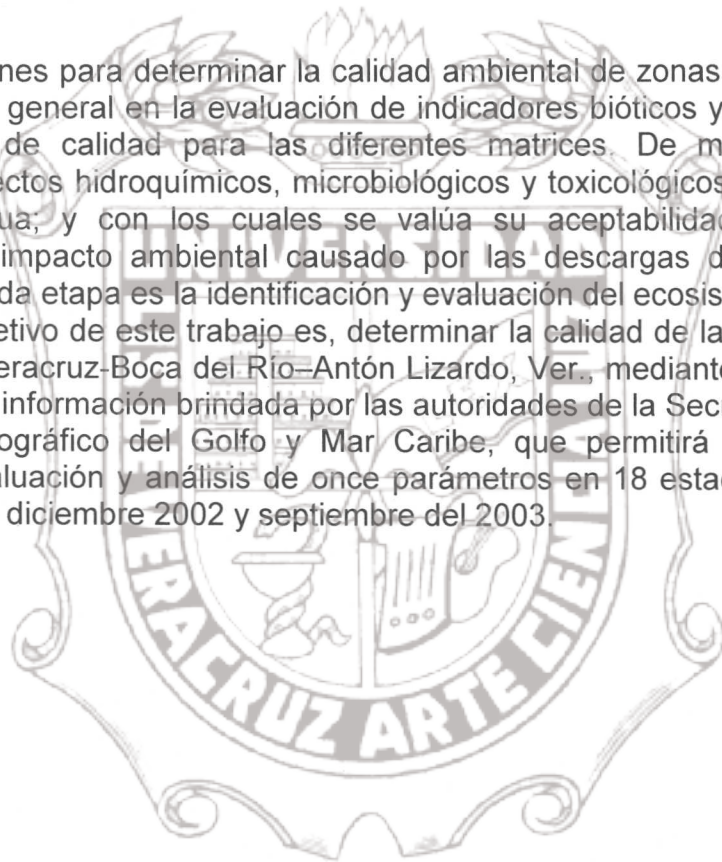 nes para determinar la calidad ambiental de zonas
general en la evaluación de indicadores bióticos y
de calidad para las diferentes matrices. De m
ectos hidroquímicos, microbiológicos y toxicológicos
ua; y con los cuales se valúa su aceptabilida
impacto ambiental causado por las descargas d
da etapa es la identificación y evaluación del ecosis
etivo de este trabajo es, determinar la calidad de la
eracruz-Boca del Río–Antón Lizardo, Ver., mediante
información brindada por las autoridades de la Secu
ográfico del Golfo y Mar Caribe, que permitirá
aluación y análisis de once parámetros en 18 esta
diciembre 2002 y septiembre del 2003.
UNIVERSIDAD
VERACRUZ ARTE CIEN